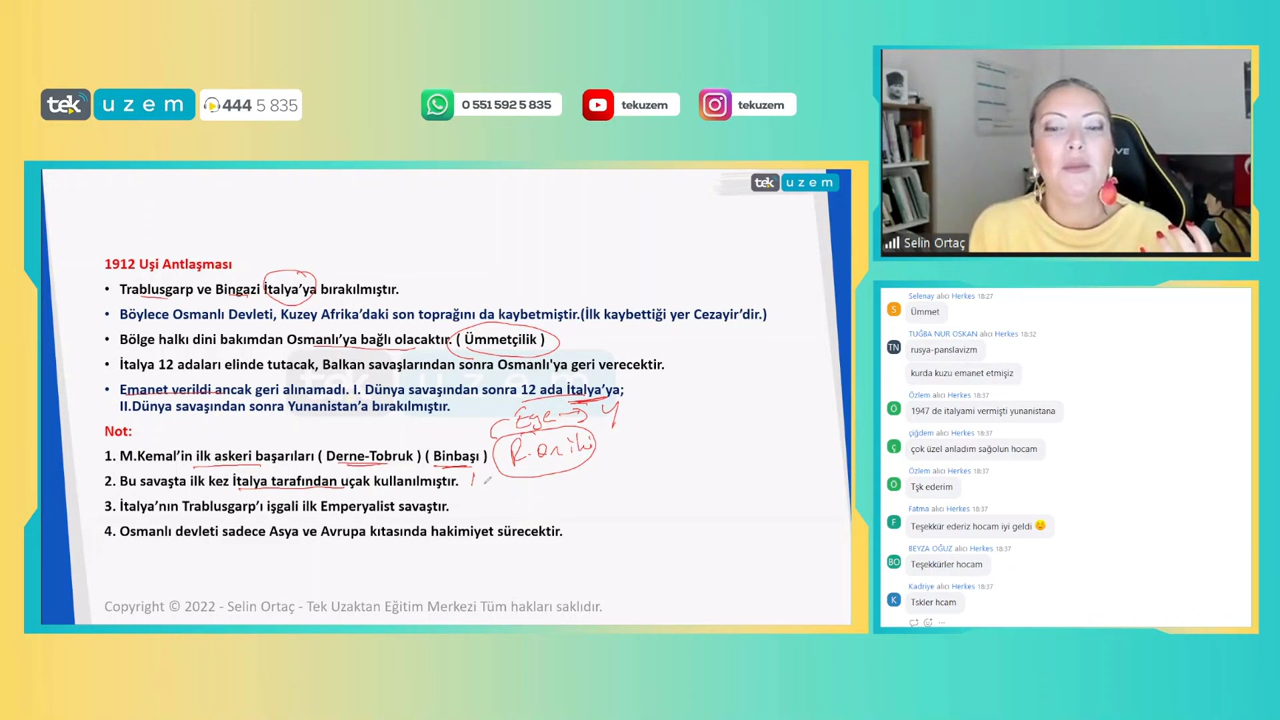 tek uzem 444 5 835
0 551 592 5 835
tekuzem
tekuzem
tek uzem
1912 Uşi Antlaşması
• Trablusgarp ve Bingazi İtalya’ya bırakılmıştır.
• Böylece Osmanlı Devleti, Kuzey Afrika’daki son toprağını da kaybetmiştir.(İlk kaybettiği yer Cezayir’dir.)
• Bölge halkı dini bakımdan Osmanlı’ya bağlı olacaktır. ( Ümmetçilik )
• İtalya 12 adaları elinde tutacak, Balkan savaşlarından sonra Osmanlı'ya geri verecektir.
• Emanet verildi ancak geri alınamadı. I. Dünya savaşından sonra 12 ada İtalya’ya;
II.Dünya savaşından sonra Yunanistan’a bırakılmıştır.
Ege → Y
Not:
R. On iki
1. M.Kemal’in ilk askeri başarıları ( Derne-Tobruk ) ( Binbaşı )
2. Bu savaşta ilk kez İtalya tarafından uçak kullanılmıştır.
3. İtalya’nın Trablusgarp’ı işgali ilk Emperyalist savaştır.
4. Osmanlı devleti sadece Asya ve Avrupa kıtasında hakimiyet sürecektir.
Copyright © 2022 - Selin Ortaç - Tek Uzaktan Eğitim Merkezi Tüm hakları saklıdır.
Selin Ortaç
Selenay alıcı Herkes 18:27
S
Ümmet
TUĞBA NUR OSKAN alıcı Herkes 18:32
TN
rusya-panslavizm
kurda kuzu emanet etmişiz
Özlem alıcı Herkes 18:37
Ö
1947 de italyami vermişti yunanistana
çiğdem alıcı Herkes 18:37
Ç
çok üzel anladım sağolun hocam
Özlem alıcı Herkes 18:37
Ö
Tşk ederim
Fatma alıcı Herkes 18:37
F
Teşekkür ederiz hocam iyi geldi
BEYZA OĞUZ alıcı Herkes 18:37
BO
Teşekkürler hocam
Kadriye alıcı Herkes 18:37
K
Tskler hcam